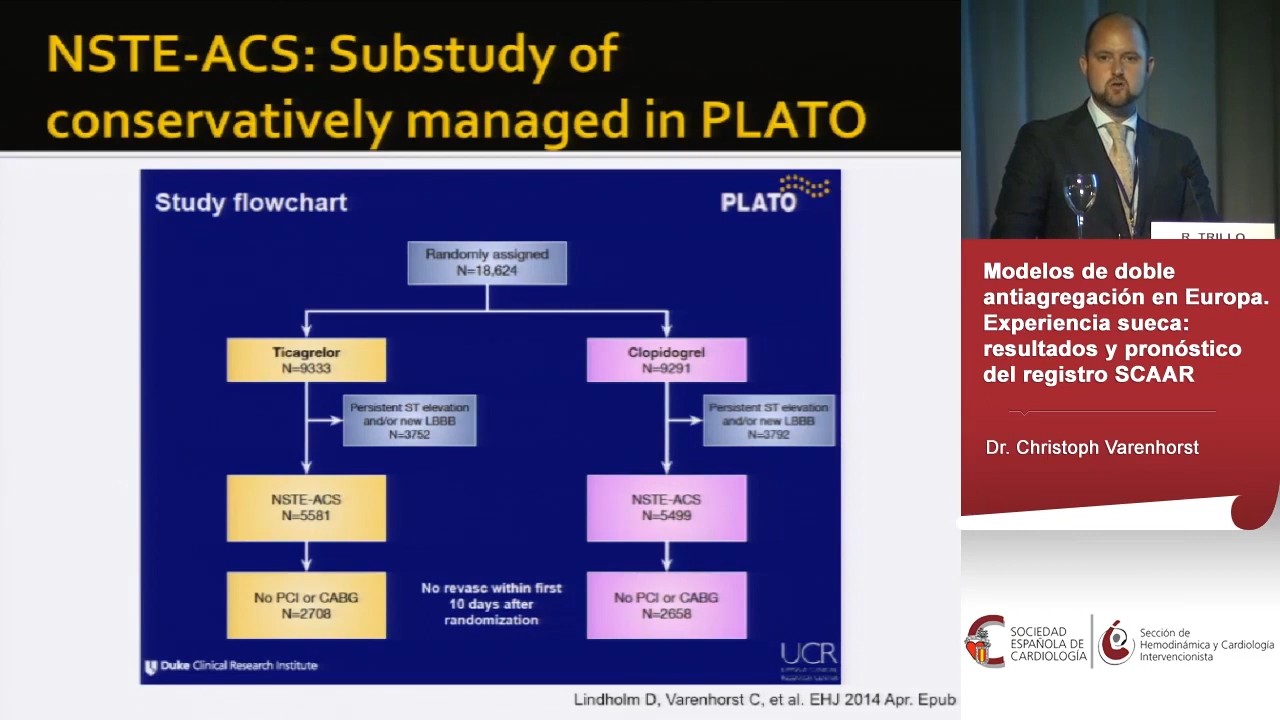 NSTE-ACS: Substudy of
conservatively managed in PLATO
Study flowchart
PLATO
Randomly assigned
N=18,624
Ticagrelor
N=9333
Clopidogrel
N=9291
Persistent ST elevation
and/or new LBBB
N=3752
Persistent ST elevation
and/or new LBBB
N=3792
NSTE-ACS
N=5581
NSTE-ACS
N=5499
No PCI or CABG
N=2708
No revasc within first
10 days after
randomization
No PCI or CABG
N=2658
Duke Clinical Research Institute
UCR
Lindholm D, Varenhorst C, et al. EHJ 2014 Apr. Epub
R. TRILLO
Modelos de doble
antiagregación en Europa.
Experiencia sueca:
resultados y pronóstico
del registro SCAAR
Dr. Christoph Varenhorst
SOCIEDAD
ESPAÑOLA DE
CARDIOLOGÍA
Sección de
Hemodinámica y Cardiología
Intervencionista